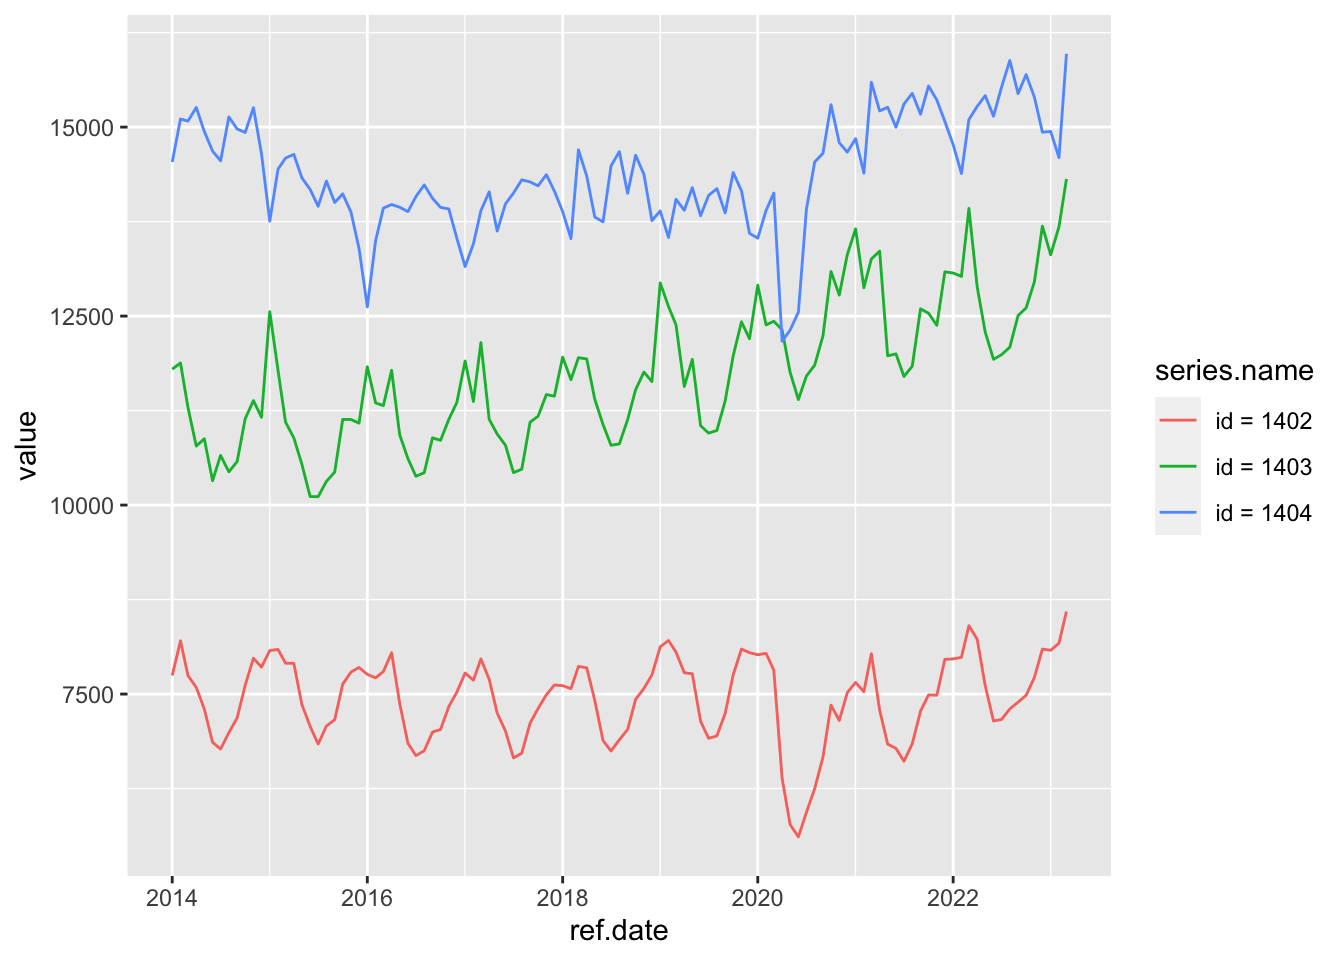 15000
12500
10000
7500
value
2014 2016 2018 2020 2022
ref.date
series.name
id = 1402
id = 1403
id = 1404